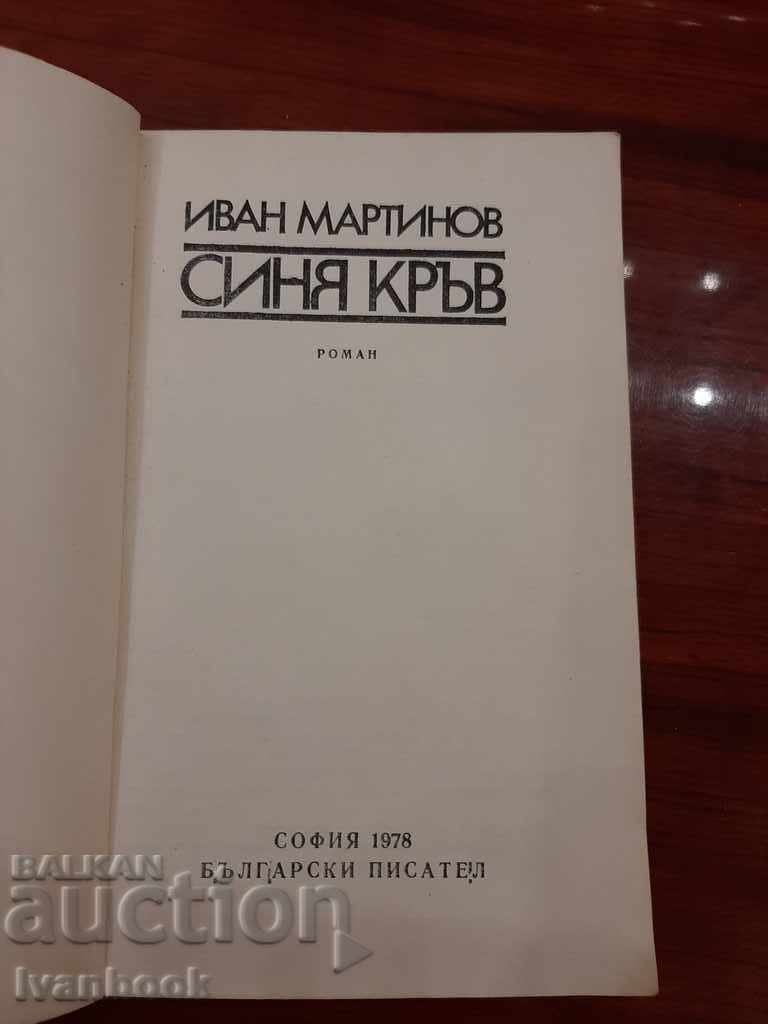 ИВАН МАРТИНОВ
СИНЯ КРЪВ
РОМАН
СОФИЯ 1978
БЪЛГАРСКИ ПИСАТЕЛ
BALKAN
auction
Ivanbook